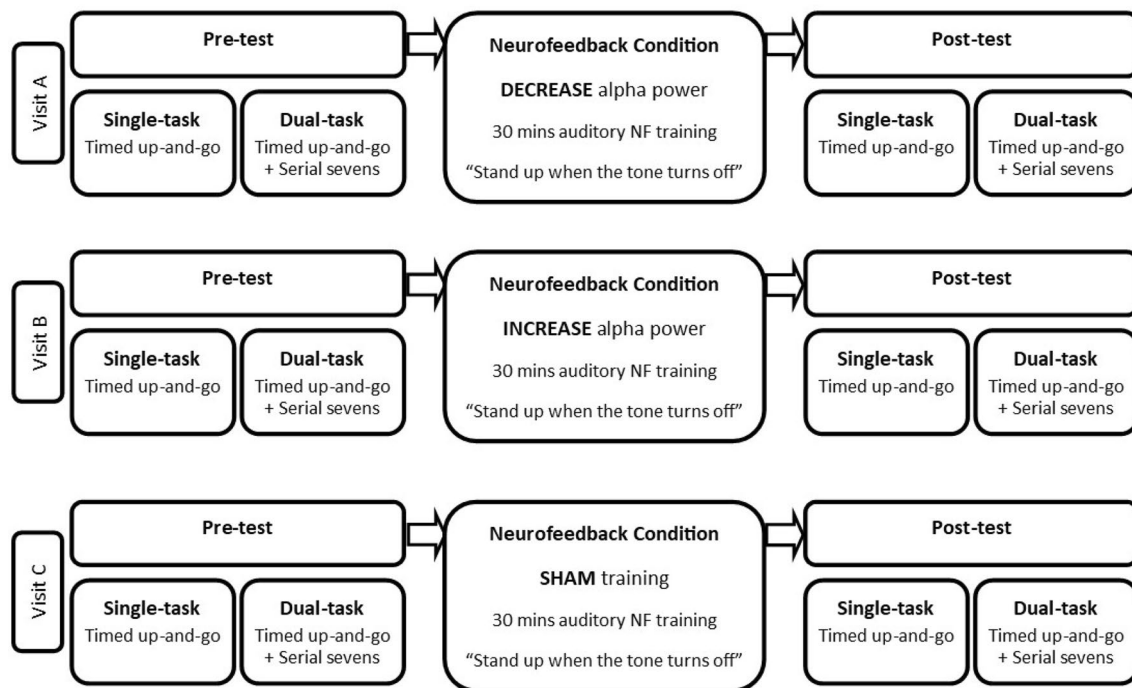 Visit A
Pre-test
Single-task
Timed up-and-go
Dual-task
Timed up-and-go
+ Serial sevens
Neurofeedback Condition
DECREASE alpha power
30 mins auditory NF training
“Stand up when the tone turns off”
Post-test
Single-task
Timed up-and-go
Dual-task
Timed up-and-go
+ Serial sevens
Visit B
Pre-test
Single-task
Timed up-and-go
Dual-task
Timed up-and-go
+ Serial sevens
Neurofeedback Condition
INCREASE alpha power
30 mins auditory NF training
“Stand up when the tone turns off”
Post-test
Single-task
Timed up-and-go
Dual-task
Timed up-and-go
+ Serial sevens
Visit C
Pre-test
Single-task
Timed up-and-go
Dual-task
Timed up-and-go
+ Serial sevens
Neurofeedback Condition
SHAM training
30 mins auditory NF training
“Stand up when the tone turns off”
Post-test
Single-task
Timed up-and-go
Dual-task
Timed up-and-go
+ Serial sevens